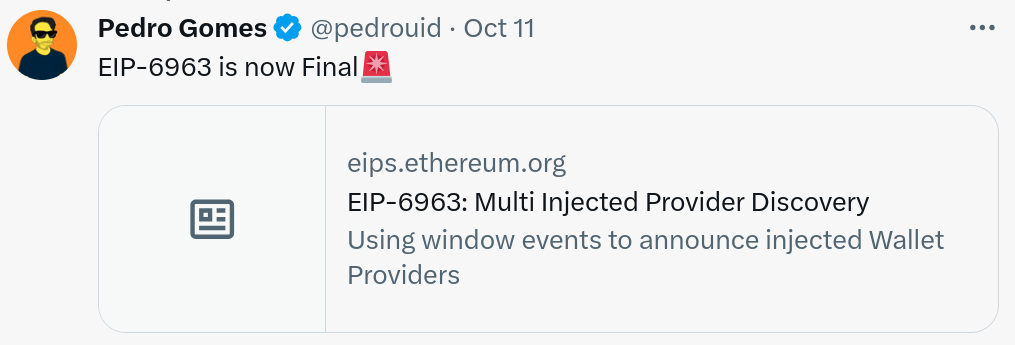 Pedro Gomes @pedrouid · Oct 11
EIP-6963 is now Final🚨
eips.ethereum.org
EIP-6963: Multi Injected Provider Discovery
Using window events to announce injected Wallet
Providers